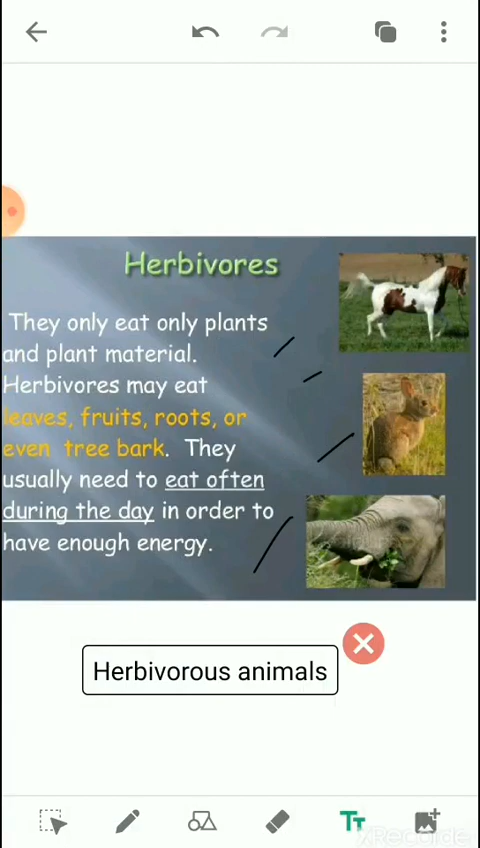 Herbivores
They only eat only plants
and plant material.
Herbivores may eat
leaves, fruits, roots, or
even tree bark. They
usually need to eat often
during the day in order to
have enough energy.
Herbivorous animals
TT
XRecorder